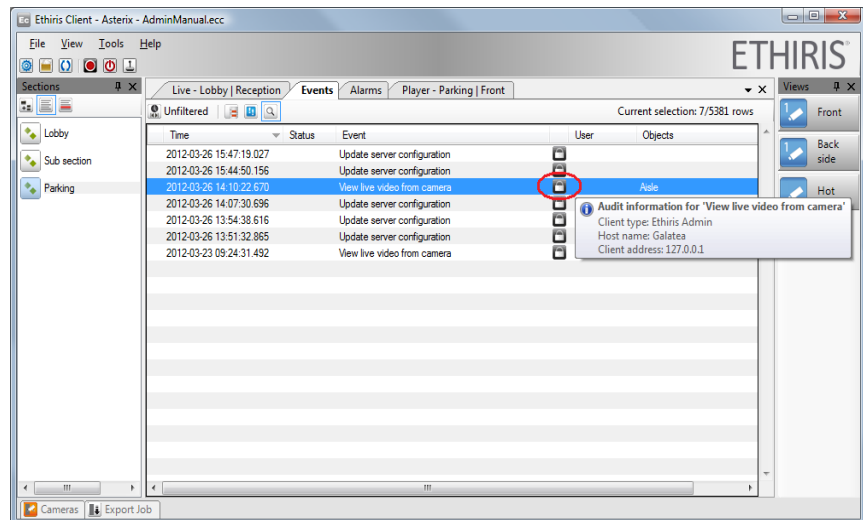 Ethiris Client - Asterix - AdminManual.ecc
File View Tools Help
ETHIRIS
Sections
Live - Lobby | Reception Events Alarms Player - Parking | Front
Views
Unfiltered
Current selection: 7/5381 rows
Front
Time Status Event User Objects
Lobby
2012-03-26 15:47:19.027 Update server configuration
Back side
Sub section
2012-03-26 15:44:50.156 Update server configuration
Parking
2012-03-26 14:10:22.670 View live video from camera Aisle
Hot
2012-03-26 14:07:30.696 Update server configuration
2012-03-26 13:54:38.616 Update server configuration
2012-03-26 13:51:32.865 Update server configuration
2012-03-23 09:24:31.492 View live video from camera
Audit information for 'View live video from camera'
Client type: Ethiris Admin
Host name: Galatea
Client address: 127.0.0.1
Cameras Export Job